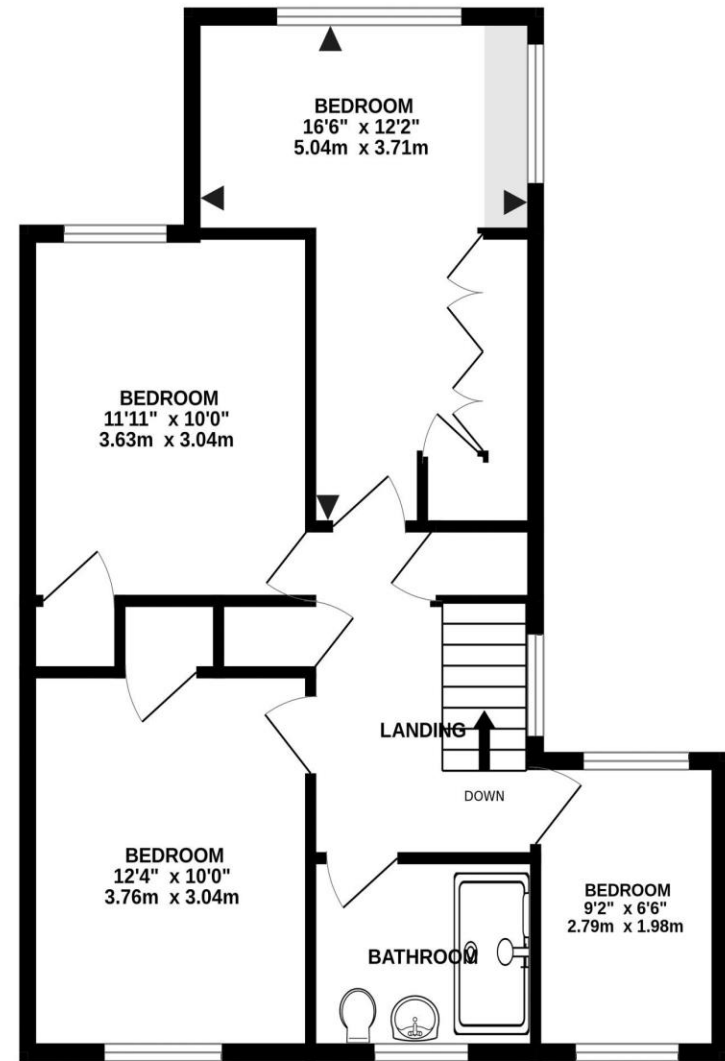 BEDROOM
16'6" x 12'2"
5.04m x 3.71m
BEDROOM
11'11" x 10'0"
3.63m x 3.04m
LANDING
DOWN
BEDROOM
12'4" x 10'0"
3.76m x 3.04m
BEDROOM
9'2" x 6'6"
2.79m x 1.98m
BATHROOM